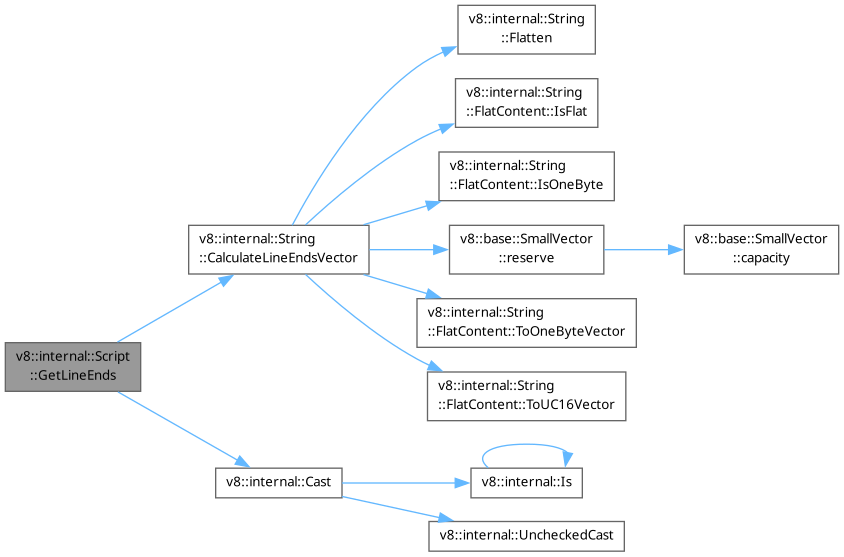 v8::internal::String
::Flatten
v8::internal::String
::FlatContent::IsFlat
v8::internal::String
::FlatContent::IsOneByte
v8::internal::String
::CalculateLineEndsVector
v8::base::SmallVector
::reserve
v8::base::SmallVector
::capacity
v8::internal::String
::FlatContent::ToOneByteVector
v8::internal::Script
::GetLineEnds
v8::internal::String
::FlatContent::ToUC16Vector
v8::internal::Cast
v8::internal::Is
v8::internal::UncheckedCast